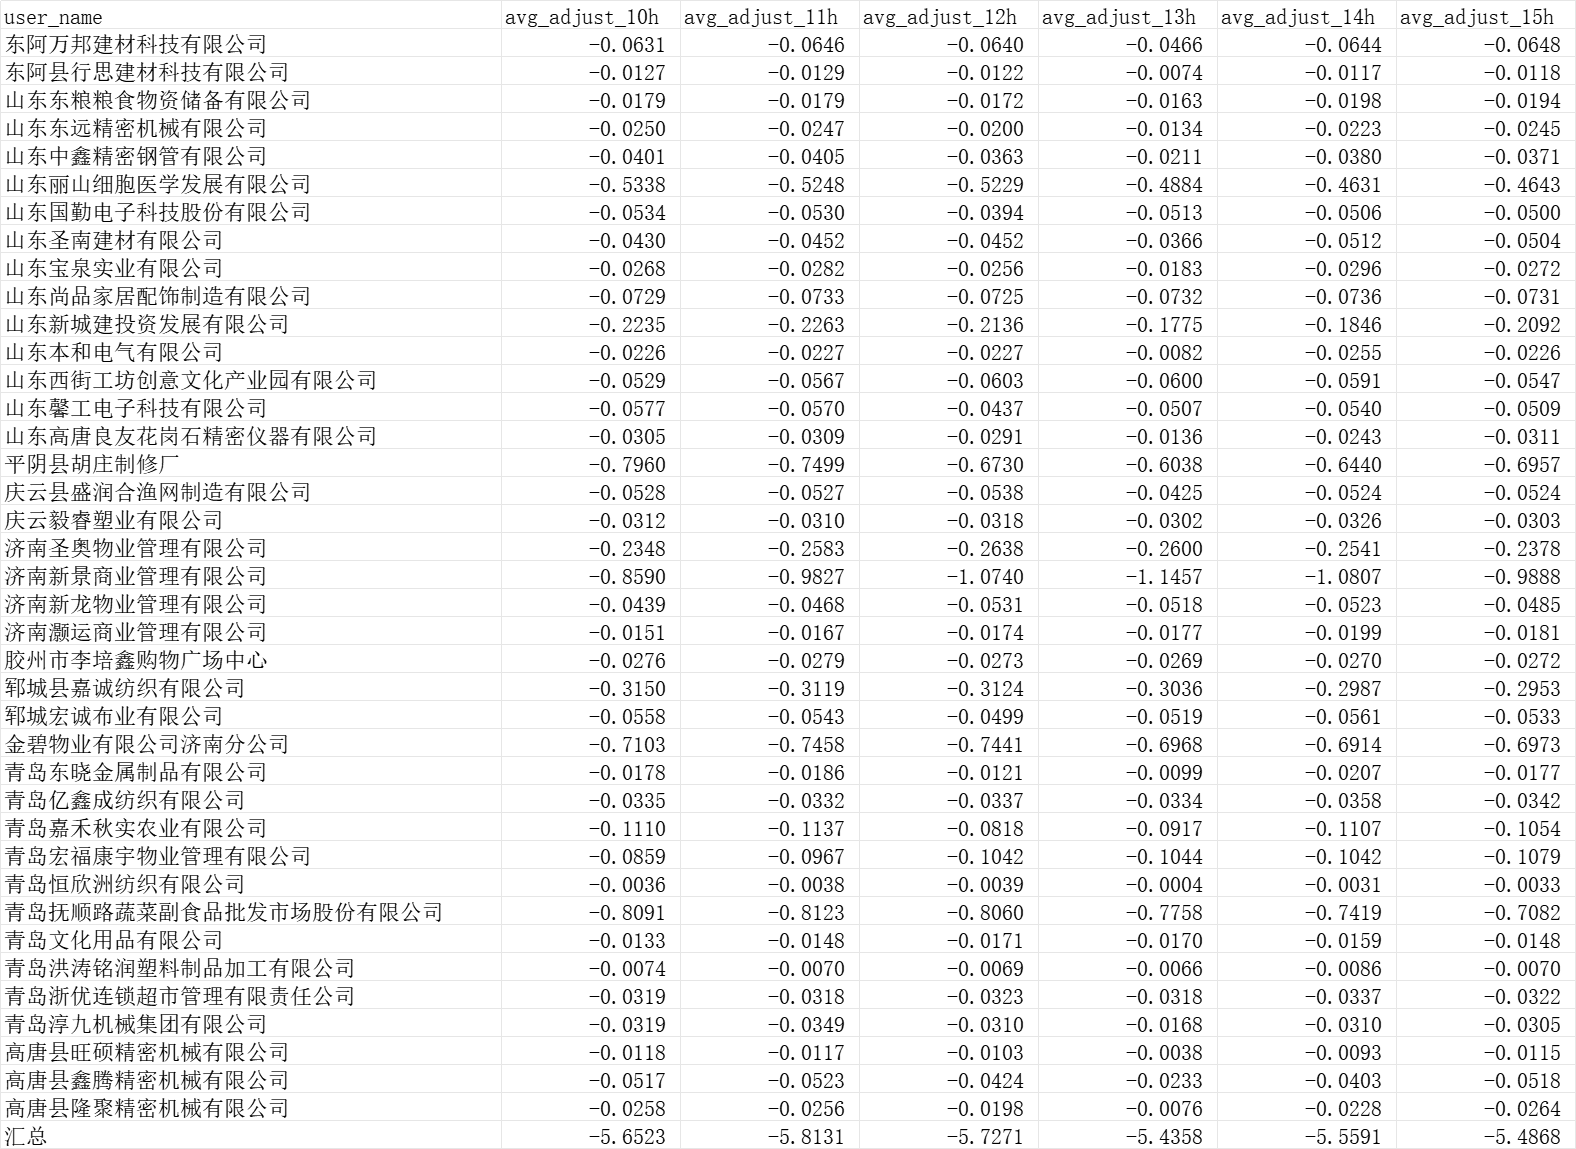 user_name avg_adjust_10h avg_adjust_11h avg_adjust_12h avg_adjust_13h avg_adjust_14h avg_adjust_15h
东阿万邦建材科技有限公司 -0.0631 -0.0646 -0.0640 -0.0466 -0.0644 -0.0648
东阿县行思建材科技有限公司 -0.0127 -0.0129 -0.0122 -0.0074 -0.0117 -0.0118
山东东粮粮食物资储备有限公司 -0.0179 -0.0179 -0.0172 -0.0163 -0.0198 -0.0194
山东东远精密机械有限公司 -0.0250 -0.0247 -0.0200 -0.0134 -0.0223 -0.0245
山东中鑫精密钢管有限公司 -0.0401 -0.0405 -0.0363 -0.0211 -0.0380 -0.0371
山东丽山细胞医学发展有限公司 -0.5338 -0.5248 -0.5229 -0.4884 -0.4631 -0.4643
山东国勤电子科技股份有限公司 -0.0534 -0.0530 -0.0394 -0.0513 -0.0506 -0.0500
山东圣南建材有限公司 -0.0430 -0.0452 -0.0452 -0.0366 -0.0512 -0.0504
山东宝泉实业有限公司 -0.0268 -0.0282 -0.0256 -0.0183 -0.0296 -0.0272
山东尚品家居配饰制造有限公司 -0.0729 -0.0733 -0.0725 -0.0732 -0.0736 -0.0731
山东新城建投资发展有限公司 -0.2235 -0.2263 -0.2136 -0.1775 -0.1846 -0.2092
山东本和电气有限公司 -0.0226 -0.0227 -0.0227 -0.0082 -0.0255 -0.0226
山东西街工坊创意文化产业园有限公司 -0.0529 -0.0567 -0.0603 -0.0600 -0.0591 -0.0547
山东馨工电子科技有限公司 -0.0577 -0.0570 -0.0437 -0.0507 -0.0540 -0.0509
山东高唐良友花岗石精密仪器有限公司 -0.0305 -0.0309 -0.0291 -0.0136 -0.0243 -0.0311
平阴县胡庄制修厂 -0.7960 -0.7499 -0.6730 -0.6038 -0.6440 -0.6957
庆云县盛润合渔网制造有限公司 -0.0528 -0.0527 -0.0538 -0.0425 -0.0524 -0.0524
庆云毅睿塑业有限公司 -0.0312 -0.0310 -0.0318 -0.0302 -0.0326 -0.0303
济南圣奥物业管理有限公司 -0.2348 -0.2583 -0.2638 -0.2600 -0.2541 -0.2378
济南新景商业管理有限公司 -0.8590 -0.9827 -1.0740 -1.1457 -1.0807 -0.9888
济南新龙物业管理有限公司 -0.0439 -0.0468 -0.0531 -0.0518 -0.0523 -0.0485
济南灏运商业管理有限公司 -0.0151 -0.0167 -0.0174 -0.0177 -0.0199 -0.0181
胶州市李培鑫购物广场中心 -0.0276 -0.0279 -0.0273 -0.0269 -0.0270 -0.0272
郓城县嘉诚纺织有限公司 -0.3150 -0.3119 -0.3124 -0.3036 -0.2987 -0.2953
郓城宏诚布业有限公司 -0.0558 -0.0543 -0.0499 -0.0519 -0.0561 -0.0533
金碧物业有限公司济南分公司 -0.7103 -0.7458 -0.7441 -0.6968 -0.6914 -0.6973
青岛东晓金属制品有限公司 -0.0178 -0.0186 -0.0121 -0.0099 -0.0207 -0.0177
青岛亿鑫成纺织有限公司 -0.0335 -0.0332 -0.0337 -0.0334 -0.0358 -0.0342
青岛嘉禾秋实农业有限公司 -0.1110 -0.1137 -0.0818 -0.0917 -0.1107 -0.1054
青岛宏福康宇物业管理有限公司 -0.0859 -0.0967 -0.1042 -0.1044 -0.1042 -0.1079
青岛恒欣洲纺织有限公司 -0.0036 -0.0038 -0.0039 -0.0004 -0.0031 -0.0033
青岛抚顺路蔬菜副食品批发市场股份有限公司 -0.8091 -0.8123 -0.8060 -0.7758 -0.7419 -0.7082
青岛文化用品有限公司 -0.0133 -0.0148 -0.0171 -0.0170 -0.0159 -0.0148
青岛洪涛铭润塑料制品加工有限公司 -0.0074 -0.0070 -0.0069 -0.0066 -0.0086 -0.0070
青岛浙优连锁超市管理有限责任公司 -0.0319 -0.0318 -0.0323 -0.0318 -0.0337 -0.0322
青岛淳九机械集团有限公司 -0.0319 -0.0349 -0.0310 -0.0168 -0.0310 -0.0305
高唐县旺硕精密机械有限公司 -0.0118 -0.0117 -0.0103 -0.0038 -0.0093 -0.0115
高唐县鑫腾精密机械有限公司 -0.0517 -0.0523 -0.0424 -0.0233 -0.0403 -0.0518
高唐县隆聚精密机械有限公司 -0.0258 -0.0256 -0.0198 -0.0076 -0.0228 -0.0264
汇总 -5.6523 -5.8131 -5.7271 -5.4358 -5.5591 -5.4868